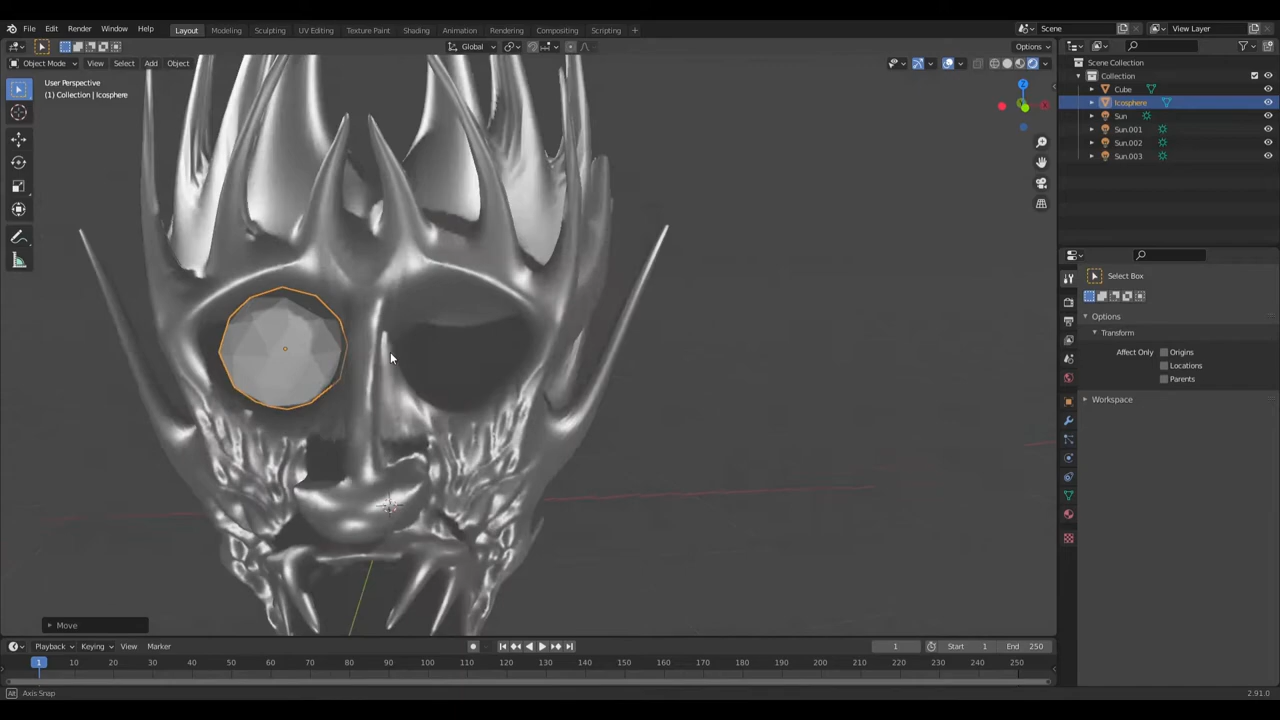 File Edit Render Window Help Layout Modeling Sculpting UV Editing Texture Paint Shading Animation Rendering Compositing Scripting + Scene View Layer
Global Options
Object Mode View Select Add Object
User Perspective
(1) Collection | Icosphere
Scene Collection
Collection
Cube
Icosphere
Sun
Sun.001
Sun.002
Sun.003
Select Box
Options
Transform
Affect Only Origins
Locations
Parents
Workspace
Move
Playback Keying View Marker 1 Start 1 End 250
1 10 20 30 40 50 60 70 80 90 100 110 120 130 140 150 160 170 180 190 200 210 220 230 240 250
Alt Axis Snap 2.91.0